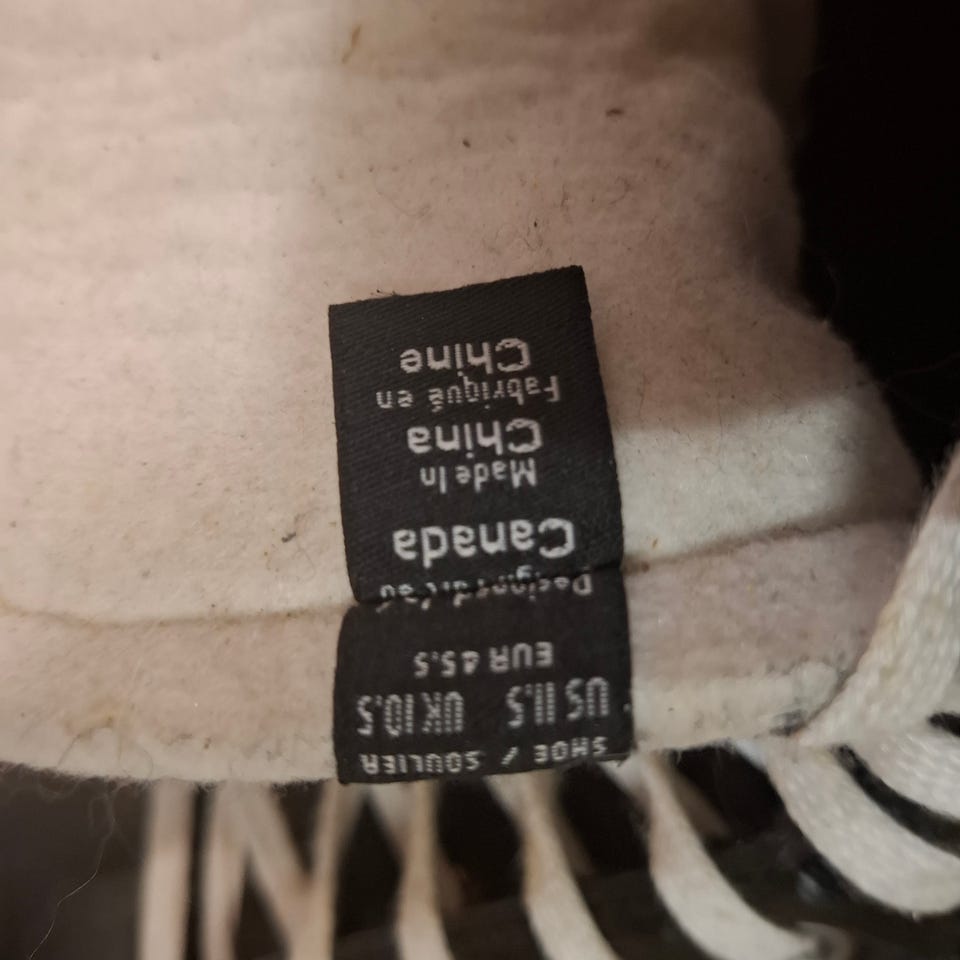 SHOE / SOULIER
US 11.5 UK 10.5
EUR 45.5
Canada
Made In
China
Fabriqué en
Chine